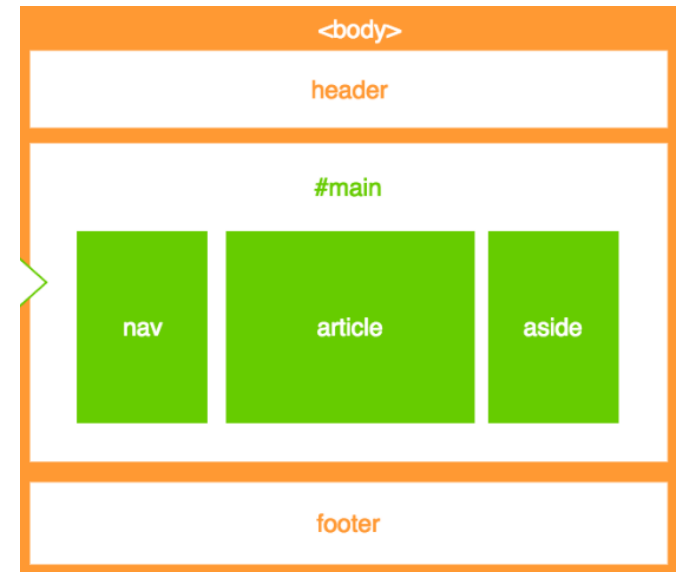 <body>
header
#main
nav article aside
footer